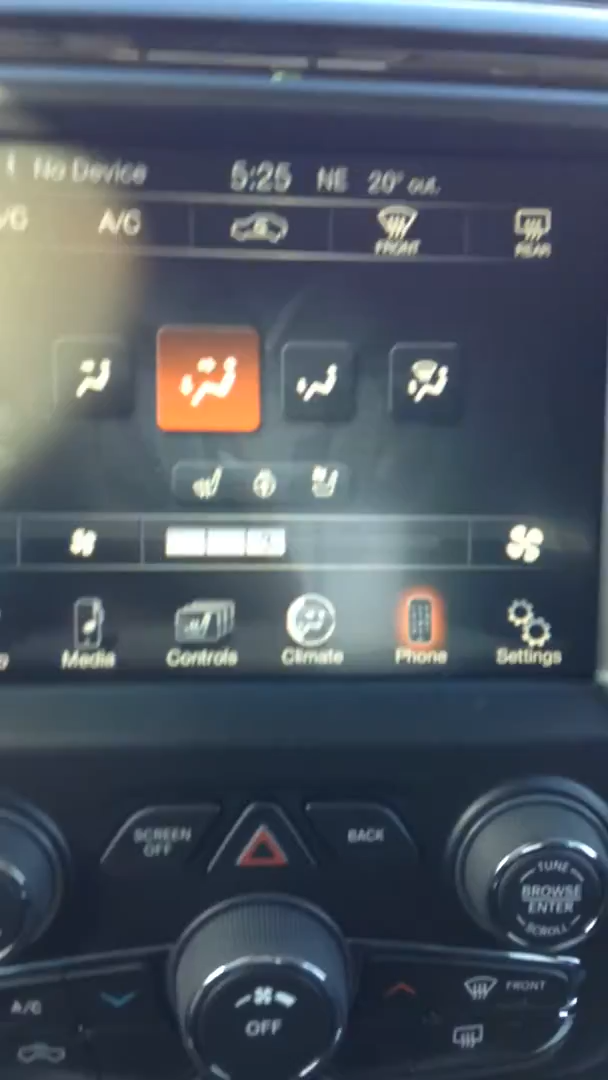 No Device 5:25 NE 20° out.
A/C
FRONT REAR
Media Controls Climate Phone Settings
SCREEN OFF
BACK
TUNE
BROWSE
ENTER
SCROLL
A/C
OFF
FRONT